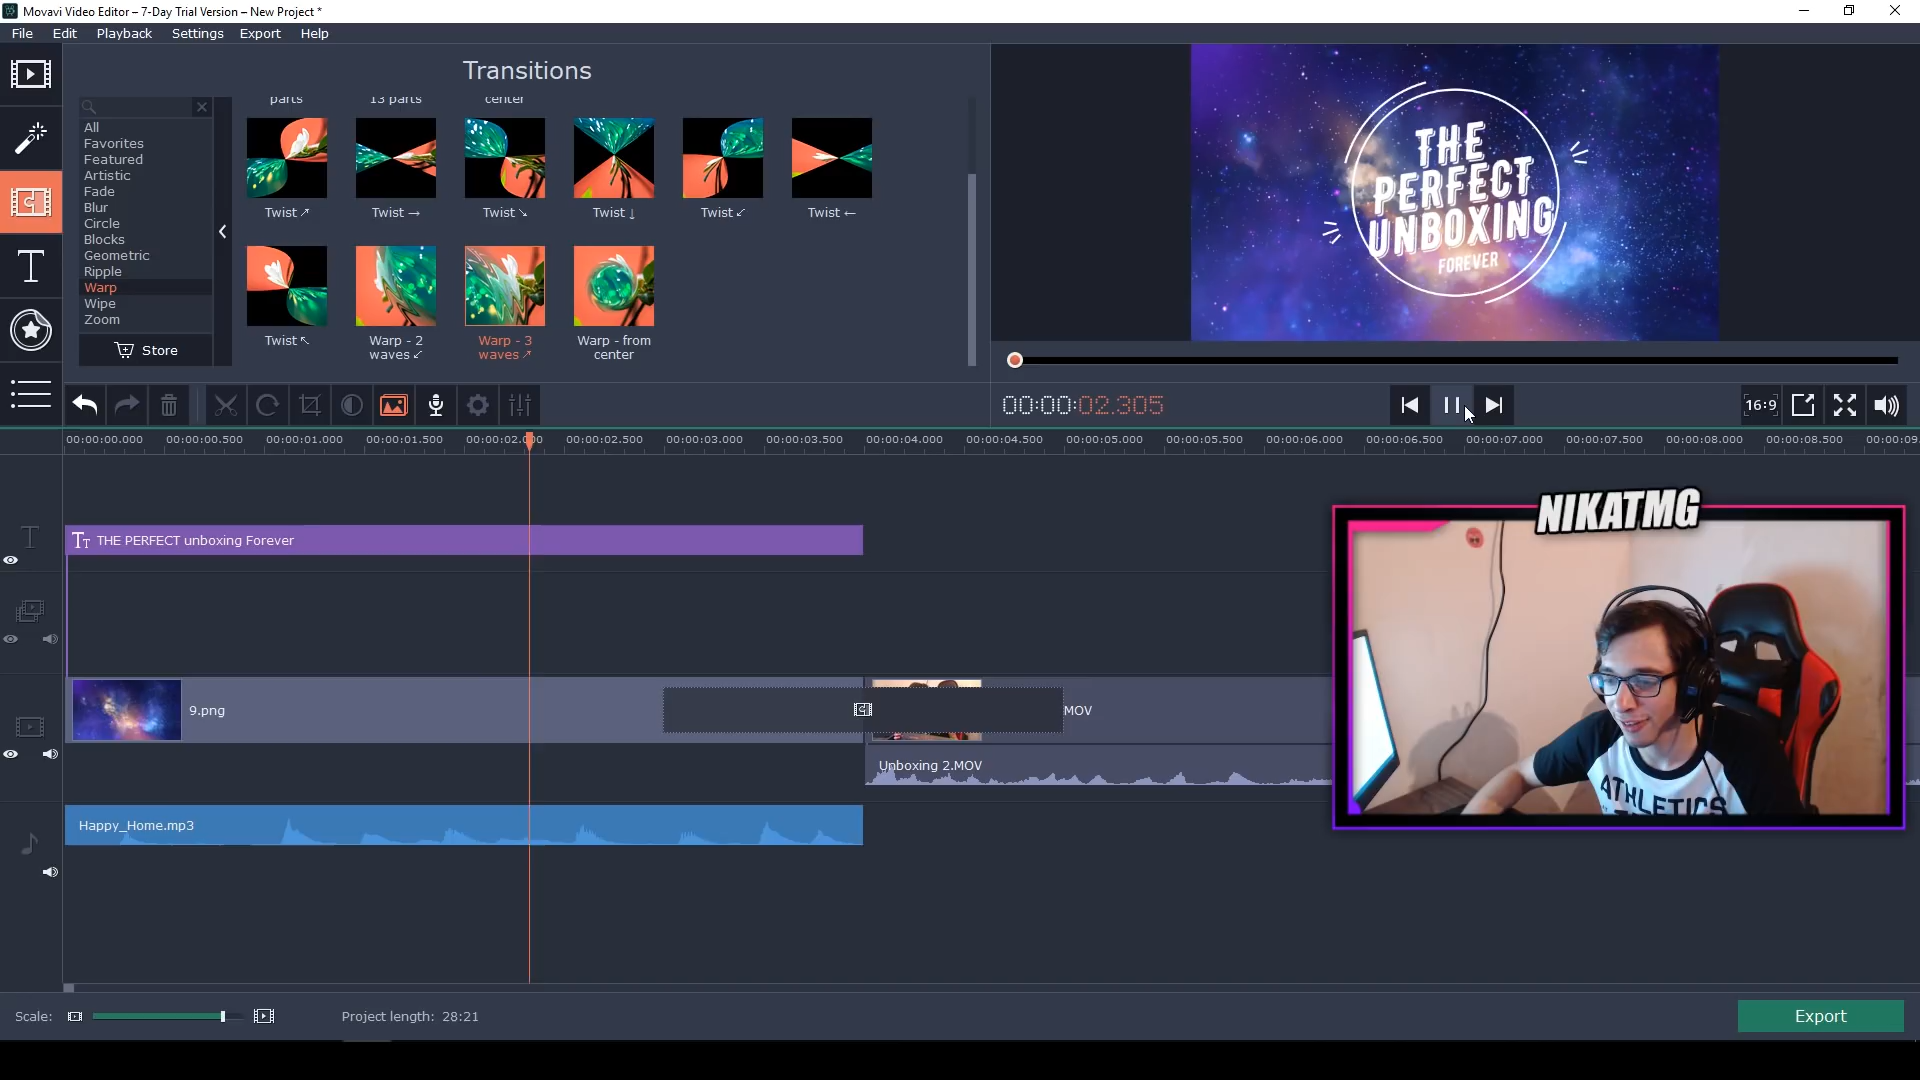 Movavi Video Editor – 7-Day Trial Version – New Project *
File Edit Playback Settings Export Help
Transitions
parts 13 parts center
All
Favorites
Featured
Artistic
Fade
Blur
Circle
Blocks
Geometric
Ripple
Warp
Wipe
Zoom
Store
Twist ↗ Twist → Twist ↘ Twist ↓ Twist ↙ Twist ←
Twist ↖
Warp - 2
waves ↙
Warp - 3
waves ↗
Warp - from
center
THE
PERFECT
UNBOXING
FOREVER
00:00:02.305
16:9
00:00:00.000 00:00:00.500 00:00:01.000 00:00:01.500 00:00:02.000 00:00:02.500 00:00:03.000 00:00:03.500 00:00:04.000 00:00:04.500 00:00:05.000 00:00:05.500 00:00:06.000 00:00:06.500 00:00:07.000 00:00:07.500 00:00:08.000 00:00:08.500 00:00:09.
THE PERFECT unboxing Forever
NIKATMG
ATHLETICS
9.png
MOV
Unboxing 2.MOV
Happy_Home.mp3
Scale:
Project length: 28:21
Export